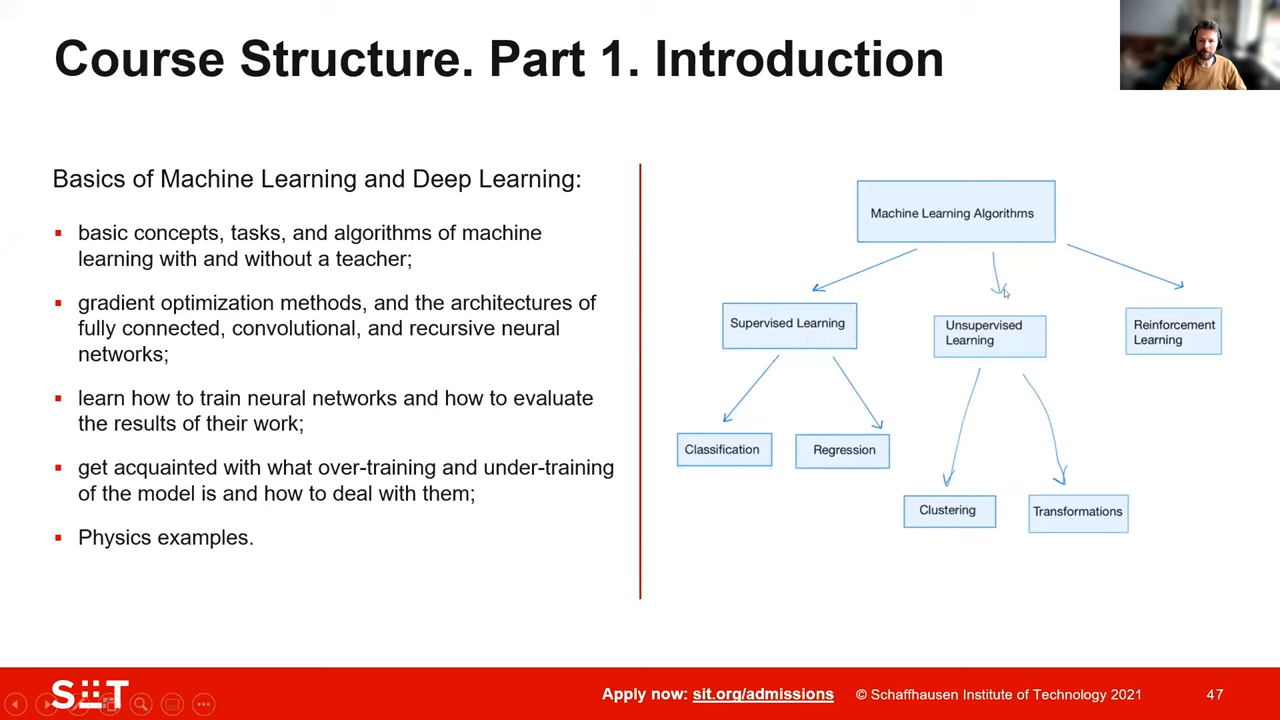 Course Structure. Part 1. Introduction
Basics of Machine Learning and Deep Learning:
basic concepts, tasks, and algorithms of machine
learning with and without a teacher;
gradient optimization methods, and the architectures of
fully connected, convolutional, and recursive neural
networks;
learn how to train neural networks and how to evaluate
the results of their work;
get acquainted with what over-training and under-training
of the model is and how to deal with them;
Physics examples.
Machine Learning Algorithms
Supervised Learning
Unsupervised
Learning
Reinforcement
Learning
Classification
Regression
Clustering
Transformations
SIT
Apply now: sit.org/admissions
© Schaffhausen Institute of Technology 2021
47